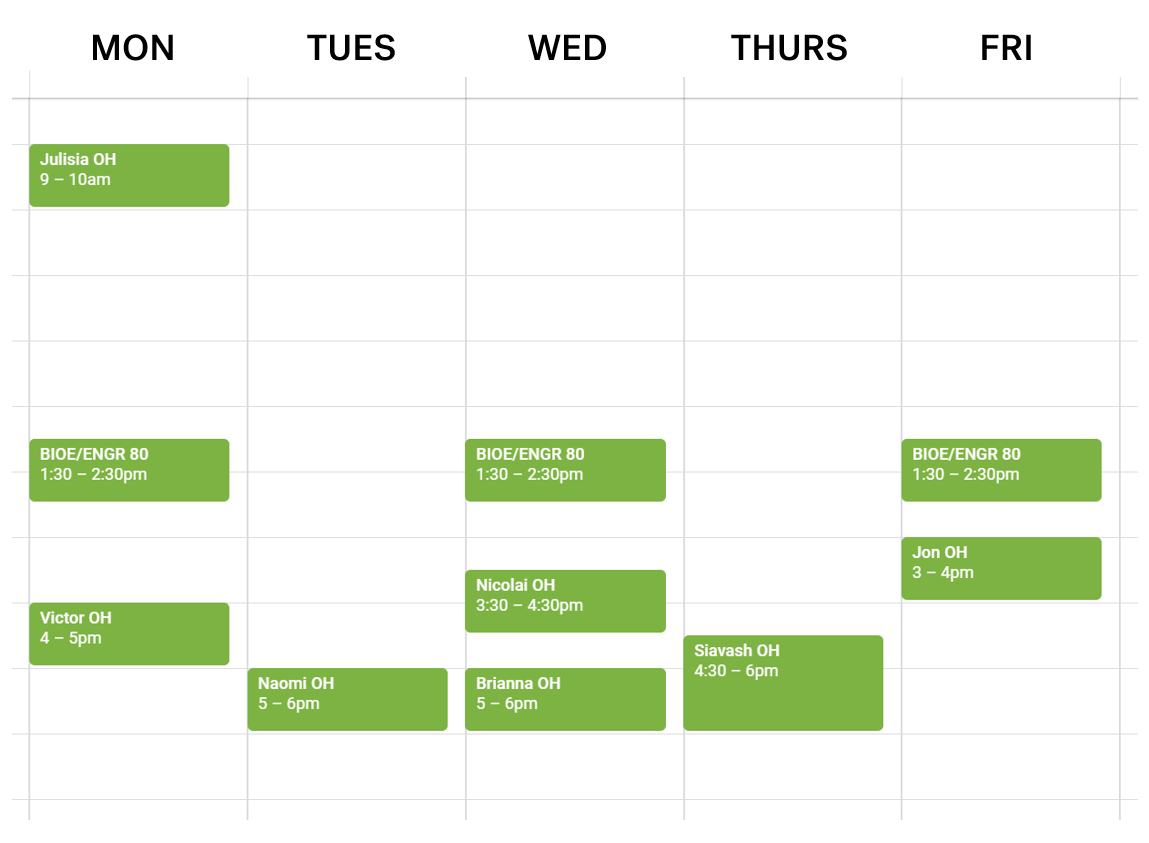 MON TUES WED THURS FRI
Julisia OH
9 – 10am
BIOE/ENGR 80
1:30 – 2:30pm
BIOE/ENGR 80
1:30 – 2:30pm
BIOE/ENGR 80
1:30 – 2:30pm
Jon OH
3 – 4pm
Nicolai OH
3:30 – 4:30pm
Victor OH
4 – 5pm
Siavash OH
4:30 – 6pm
Naomi OH
5 – 6pm
Brianna OH
5 – 6pm